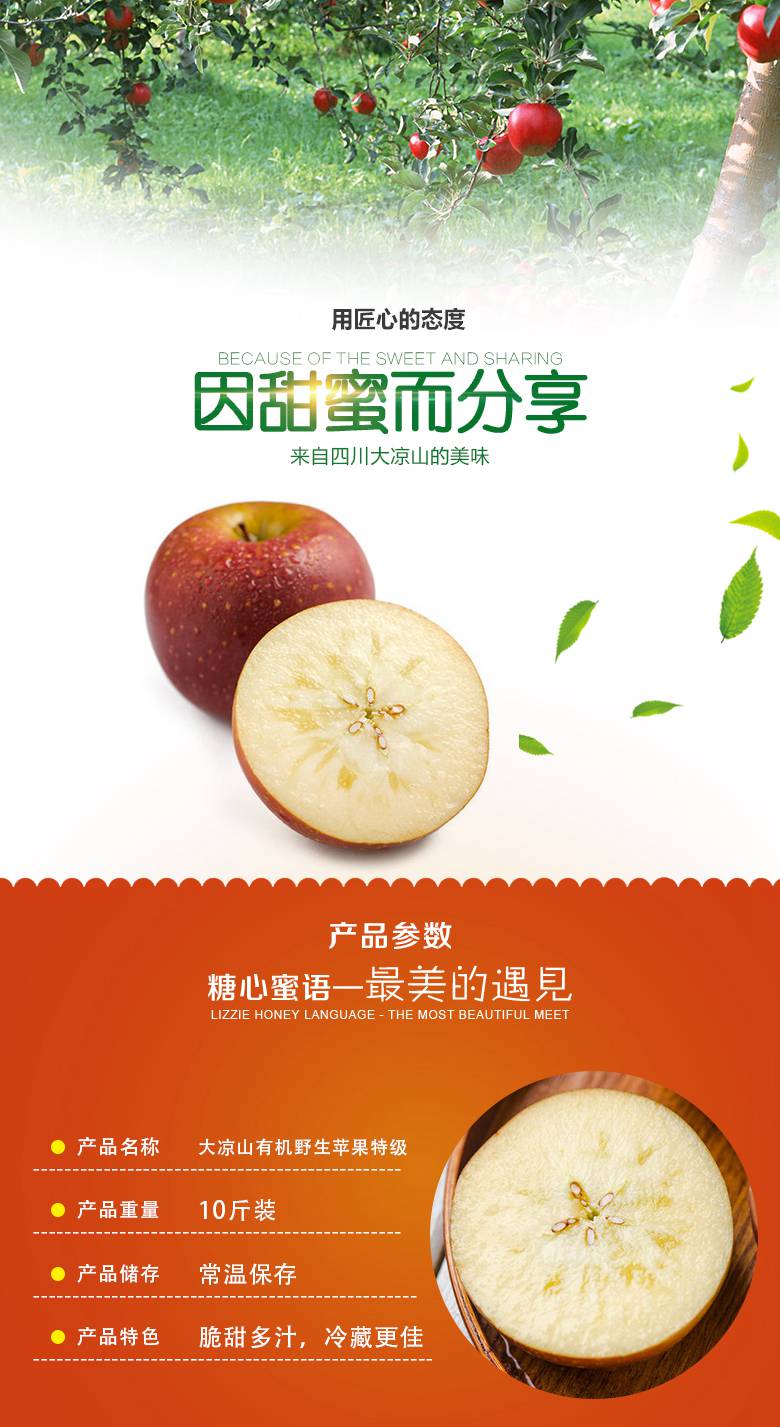 用匠心的态度
BECAUSE OF THE SWEET AND SHARING
因甜蜜而分享
来自四川大凉山的美味
产品参数
糖心蜜语—最美的遇見
LIZZIE HONEY LANGUAGE - THE MOST BEAUTIFUL MEET
产品名称 大凉山有机野生苹果特级
产品重量 10斤装
产品储存 常温保存
产品特色 脆甜多汁，冷藏更佳